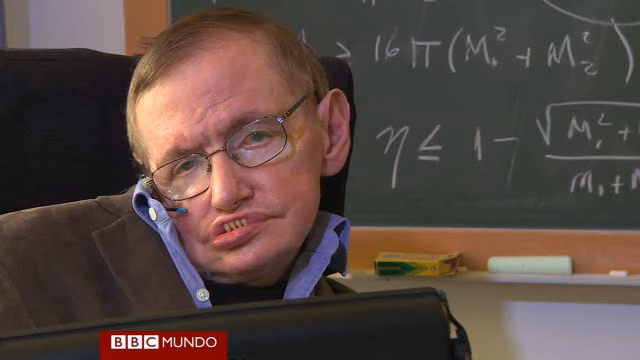 > 16 π (M₁² + M₂²)
η ≤ 1 - √M₁² +
M₁ + M
BBC MUNDO